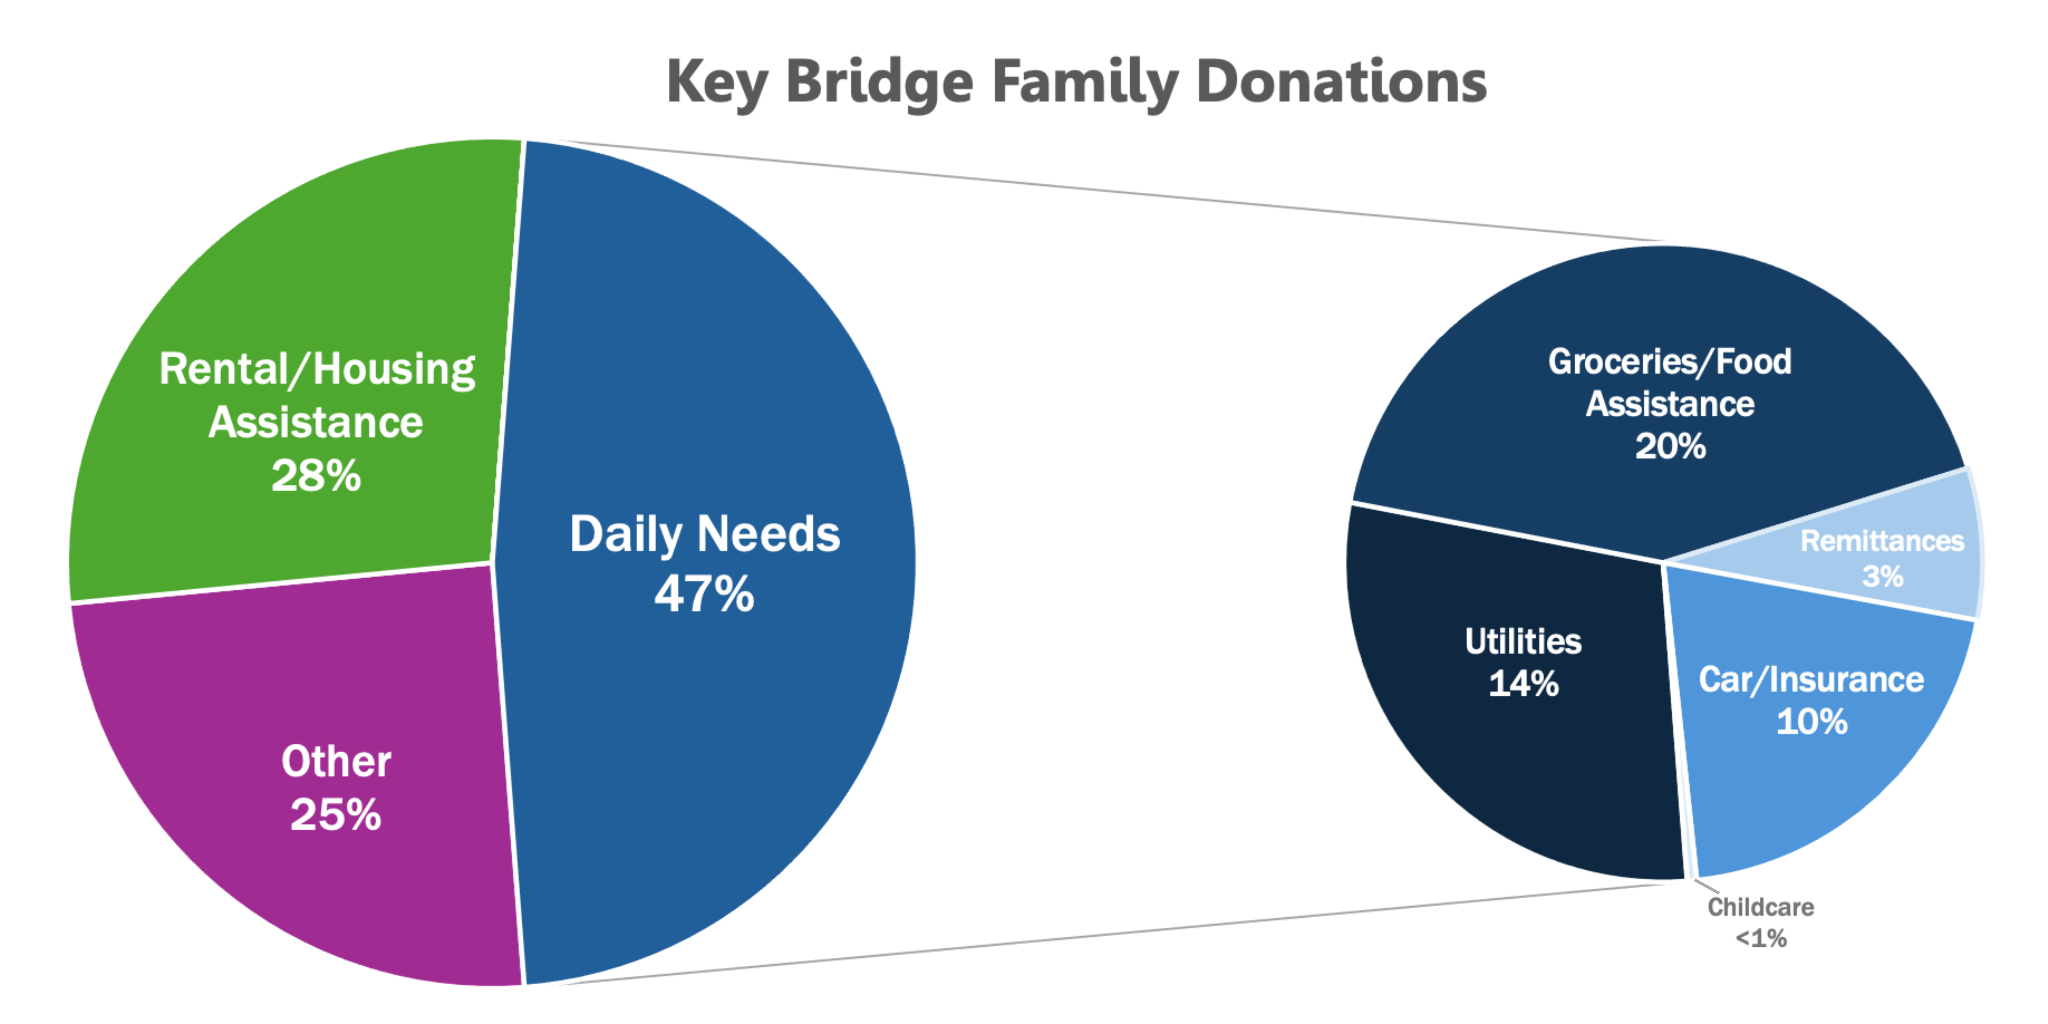 Key Bridge Family Donations
Rental/Housing
Assistance
28%
Daily Needs
47%
Other
25%
Groceries/Food
Assistance
20%
Remittances
3%
Utilities
14%
Car/Insurance
10%
Childcare
<1%